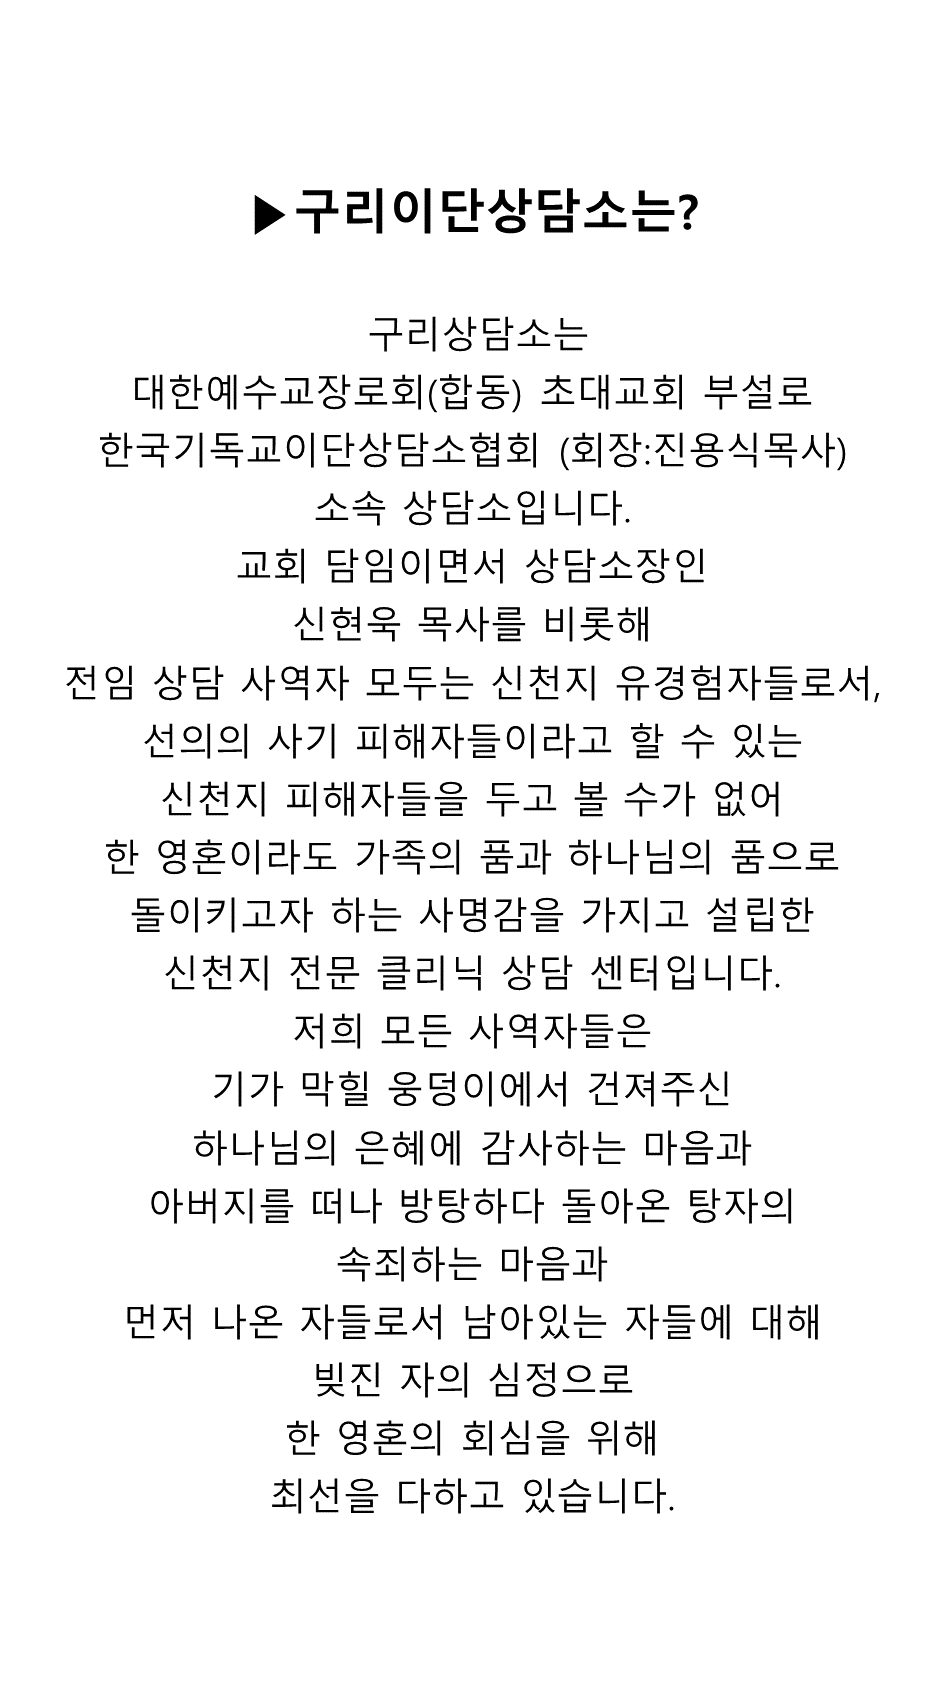 ▶구리이단상담소는?
구리상담소는
대한예수교장로회(합동) 초대교회 부설로
한국기독교이단상담소협회 (회장:진용식목사)
소속 상담소입니다.
교회 담임이면서 상담소장인
신현욱 목사를 비롯해
전임 상담 사역자 모두는 신천지 유경험자들로서,
선의의 사기 피해자들이라고 할 수 있는
신천지 피해자들을 두고 볼 수가 없어
한 영혼이라도 가족의 품과 하나님의 품으로
돌이키고자 하는 사명감을 가지고 설립한
신천지 전문 클리닉 상담 센터입니다.
저희 모든 사역자들은
기가 막힐 웅덩이에서 건져주신
하나님의 은혜에 감사하는 마음과
아버지를 떠나 방탕하다 돌아온 탕자의
속죄하는 마음과
먼저 나온 자들로서 남아있는 자들에 대해
빚진 자의 심정으로
한 영혼의 회심을 위해
최선을 다하고 있습니다.